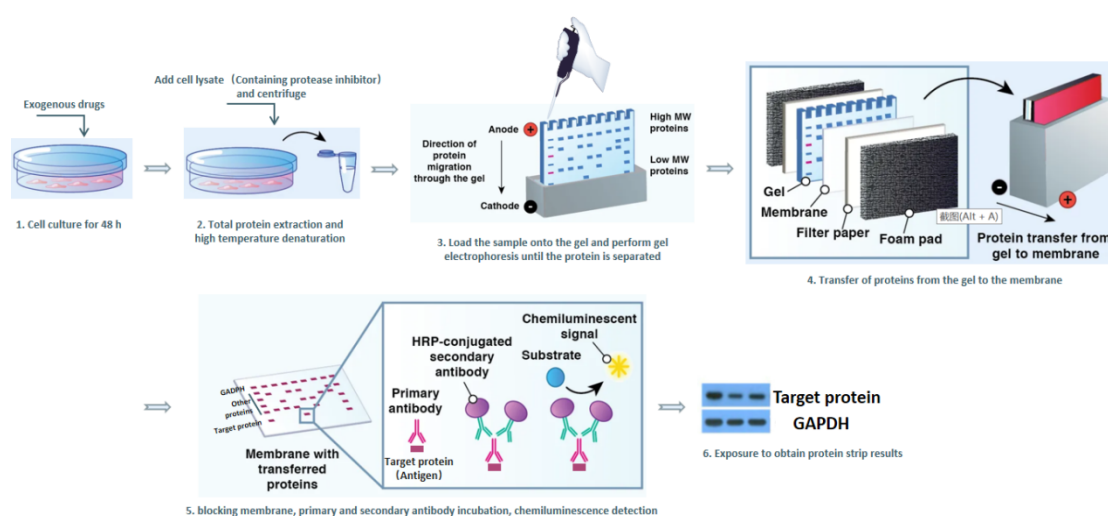 Exogenous drugs
1. Cell culture for 48 h
Add cell lysate（Containing protease inhibitor）
and centrifuge
2. Total protein extraction and
high temperature denaturation
Anode
+
Direction of
protein
migration
through the gel
Cathode
-
High MW
proteins
Low MW
proteins
3. Load the sample onto the gel and perform gel
electrophoresis until the protein is separated
Gel
Membrane
Filter paper
Foam pad
截图(Alt + A)
-
+
Protein transfer from
gel to membrane
4. Transfer of proteins from the gel to the membrane
GADPH
Other
proteins
Target protein
Membrane with
transferred
proteins
HRP-conjugated
secondary
antibody
Primary
antibody
Target protein
（Antigen）
Substrate
Chemiluminescent
signal
5. blocking membrane, primary and secondary antibody incubation, chemiluminescence detection
Target protein
GAPDH
6. Exposure to obtain protein strip results